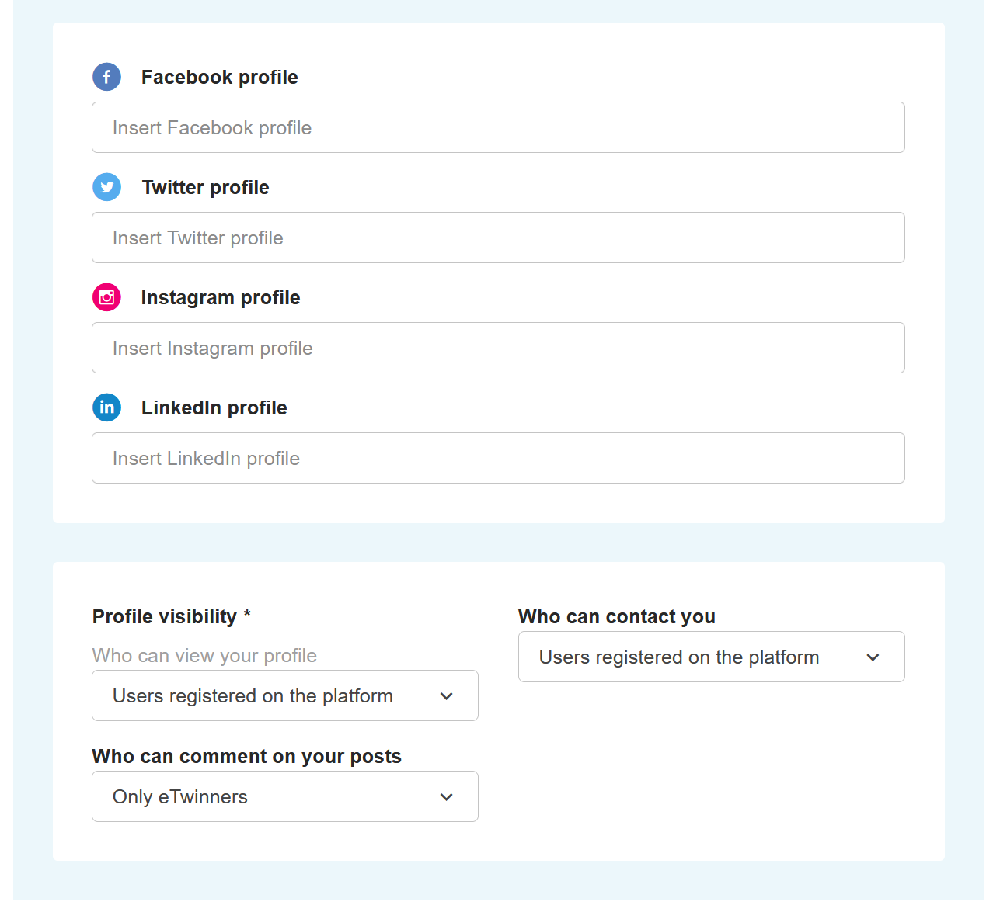 Facebook profile
Insert Facebook profile
Twitter profile
Insert Twitter profile
Instagram profile
Insert Instagram profile
LinkedIn profile
Insert LinkedIn profile
Profile visibility *
Who can view your profile
Users registered on the platform
Who can contact you
Users registered on the platform
Who can comment on your posts
Only eTwinners